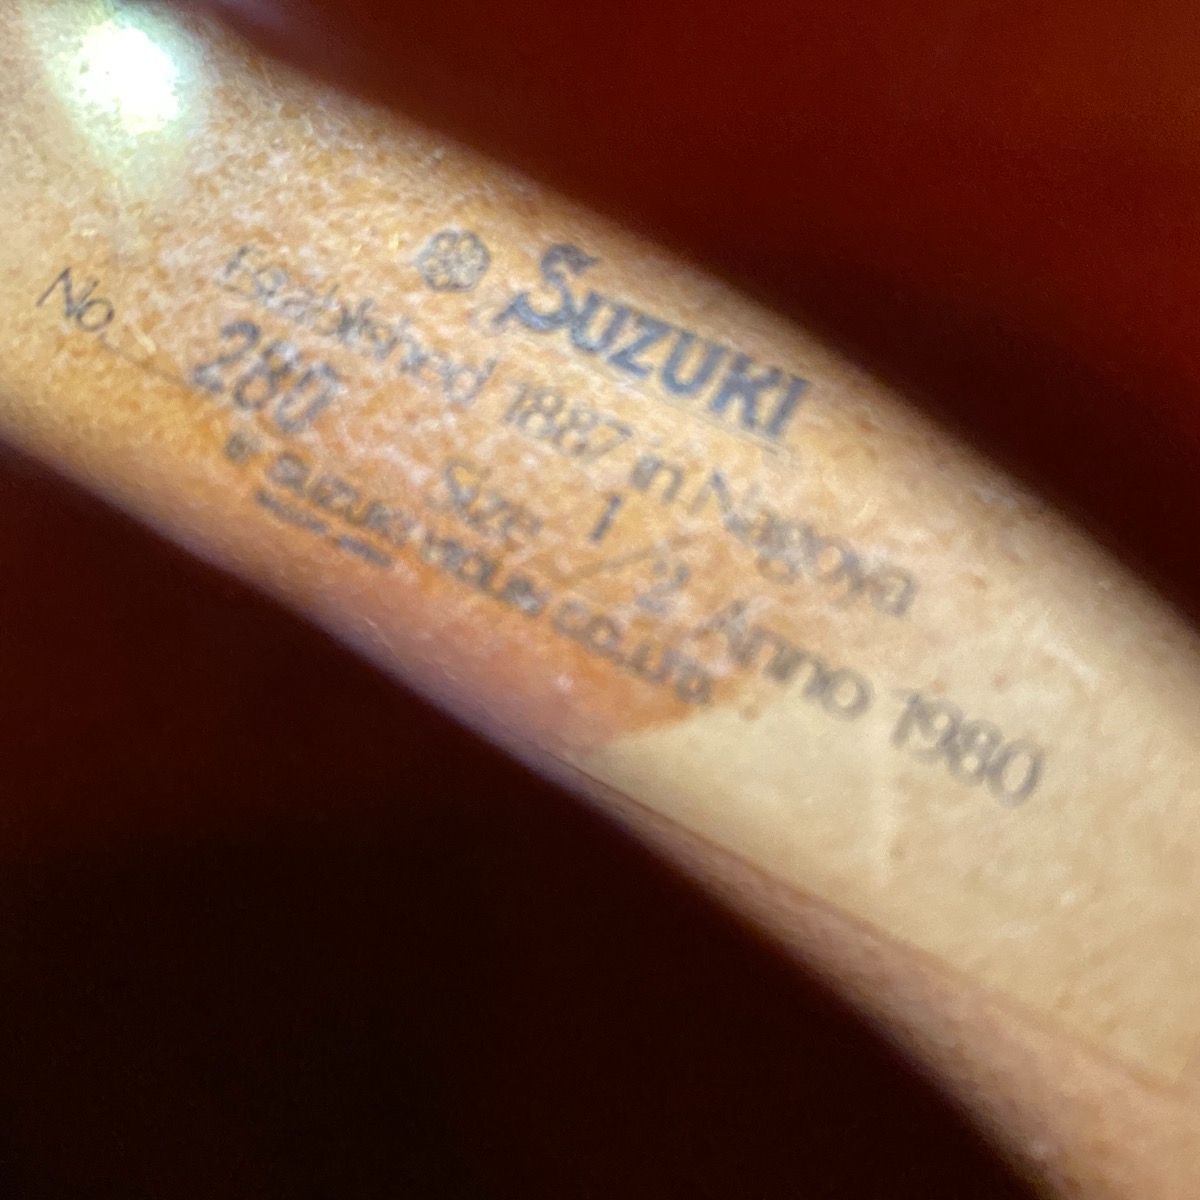 SUZUKI
Established 1887 in Nagoya
No. 280 Size 1/2 Anno 1980
SUZUKI VIOLIN CO., LTD.